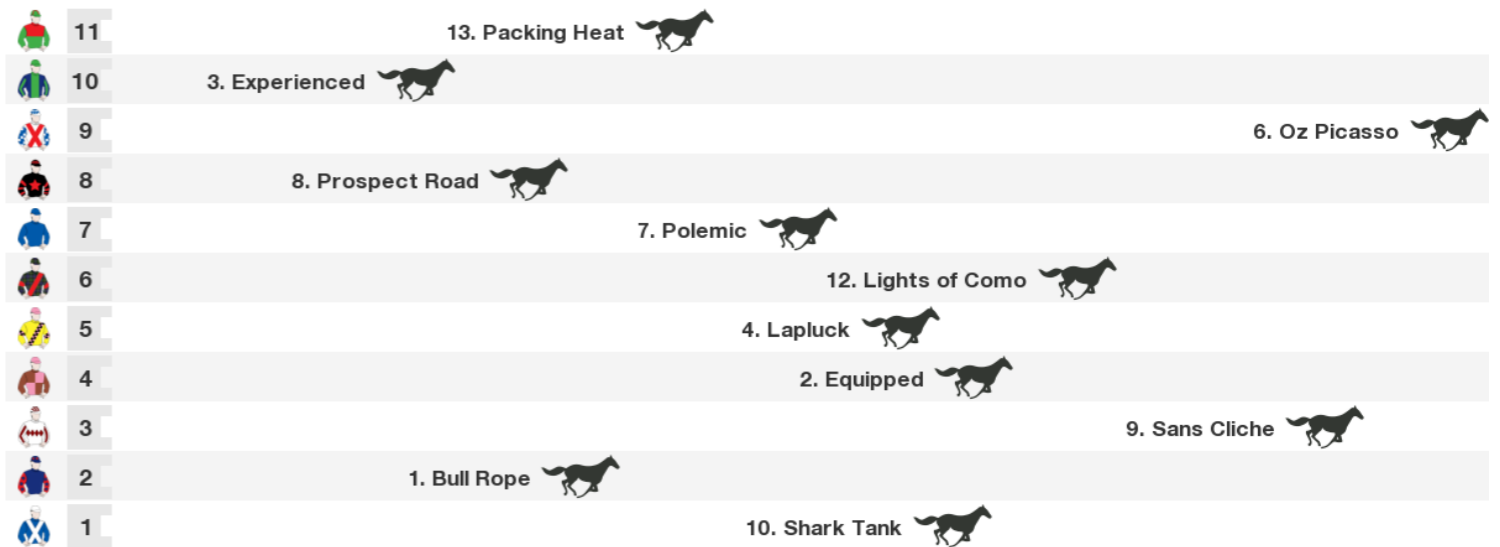 11 13. Packing Heat
10 3. Experienced
9 6. Oz Picasso
8 8. Prospect Road
7 7. Polemic
6 12. Lights of Como
5 4. Lapluck
4 2. Equipped
3 9. Sans Cliche
2 1. Bull Rope
1 10. Shark Tank